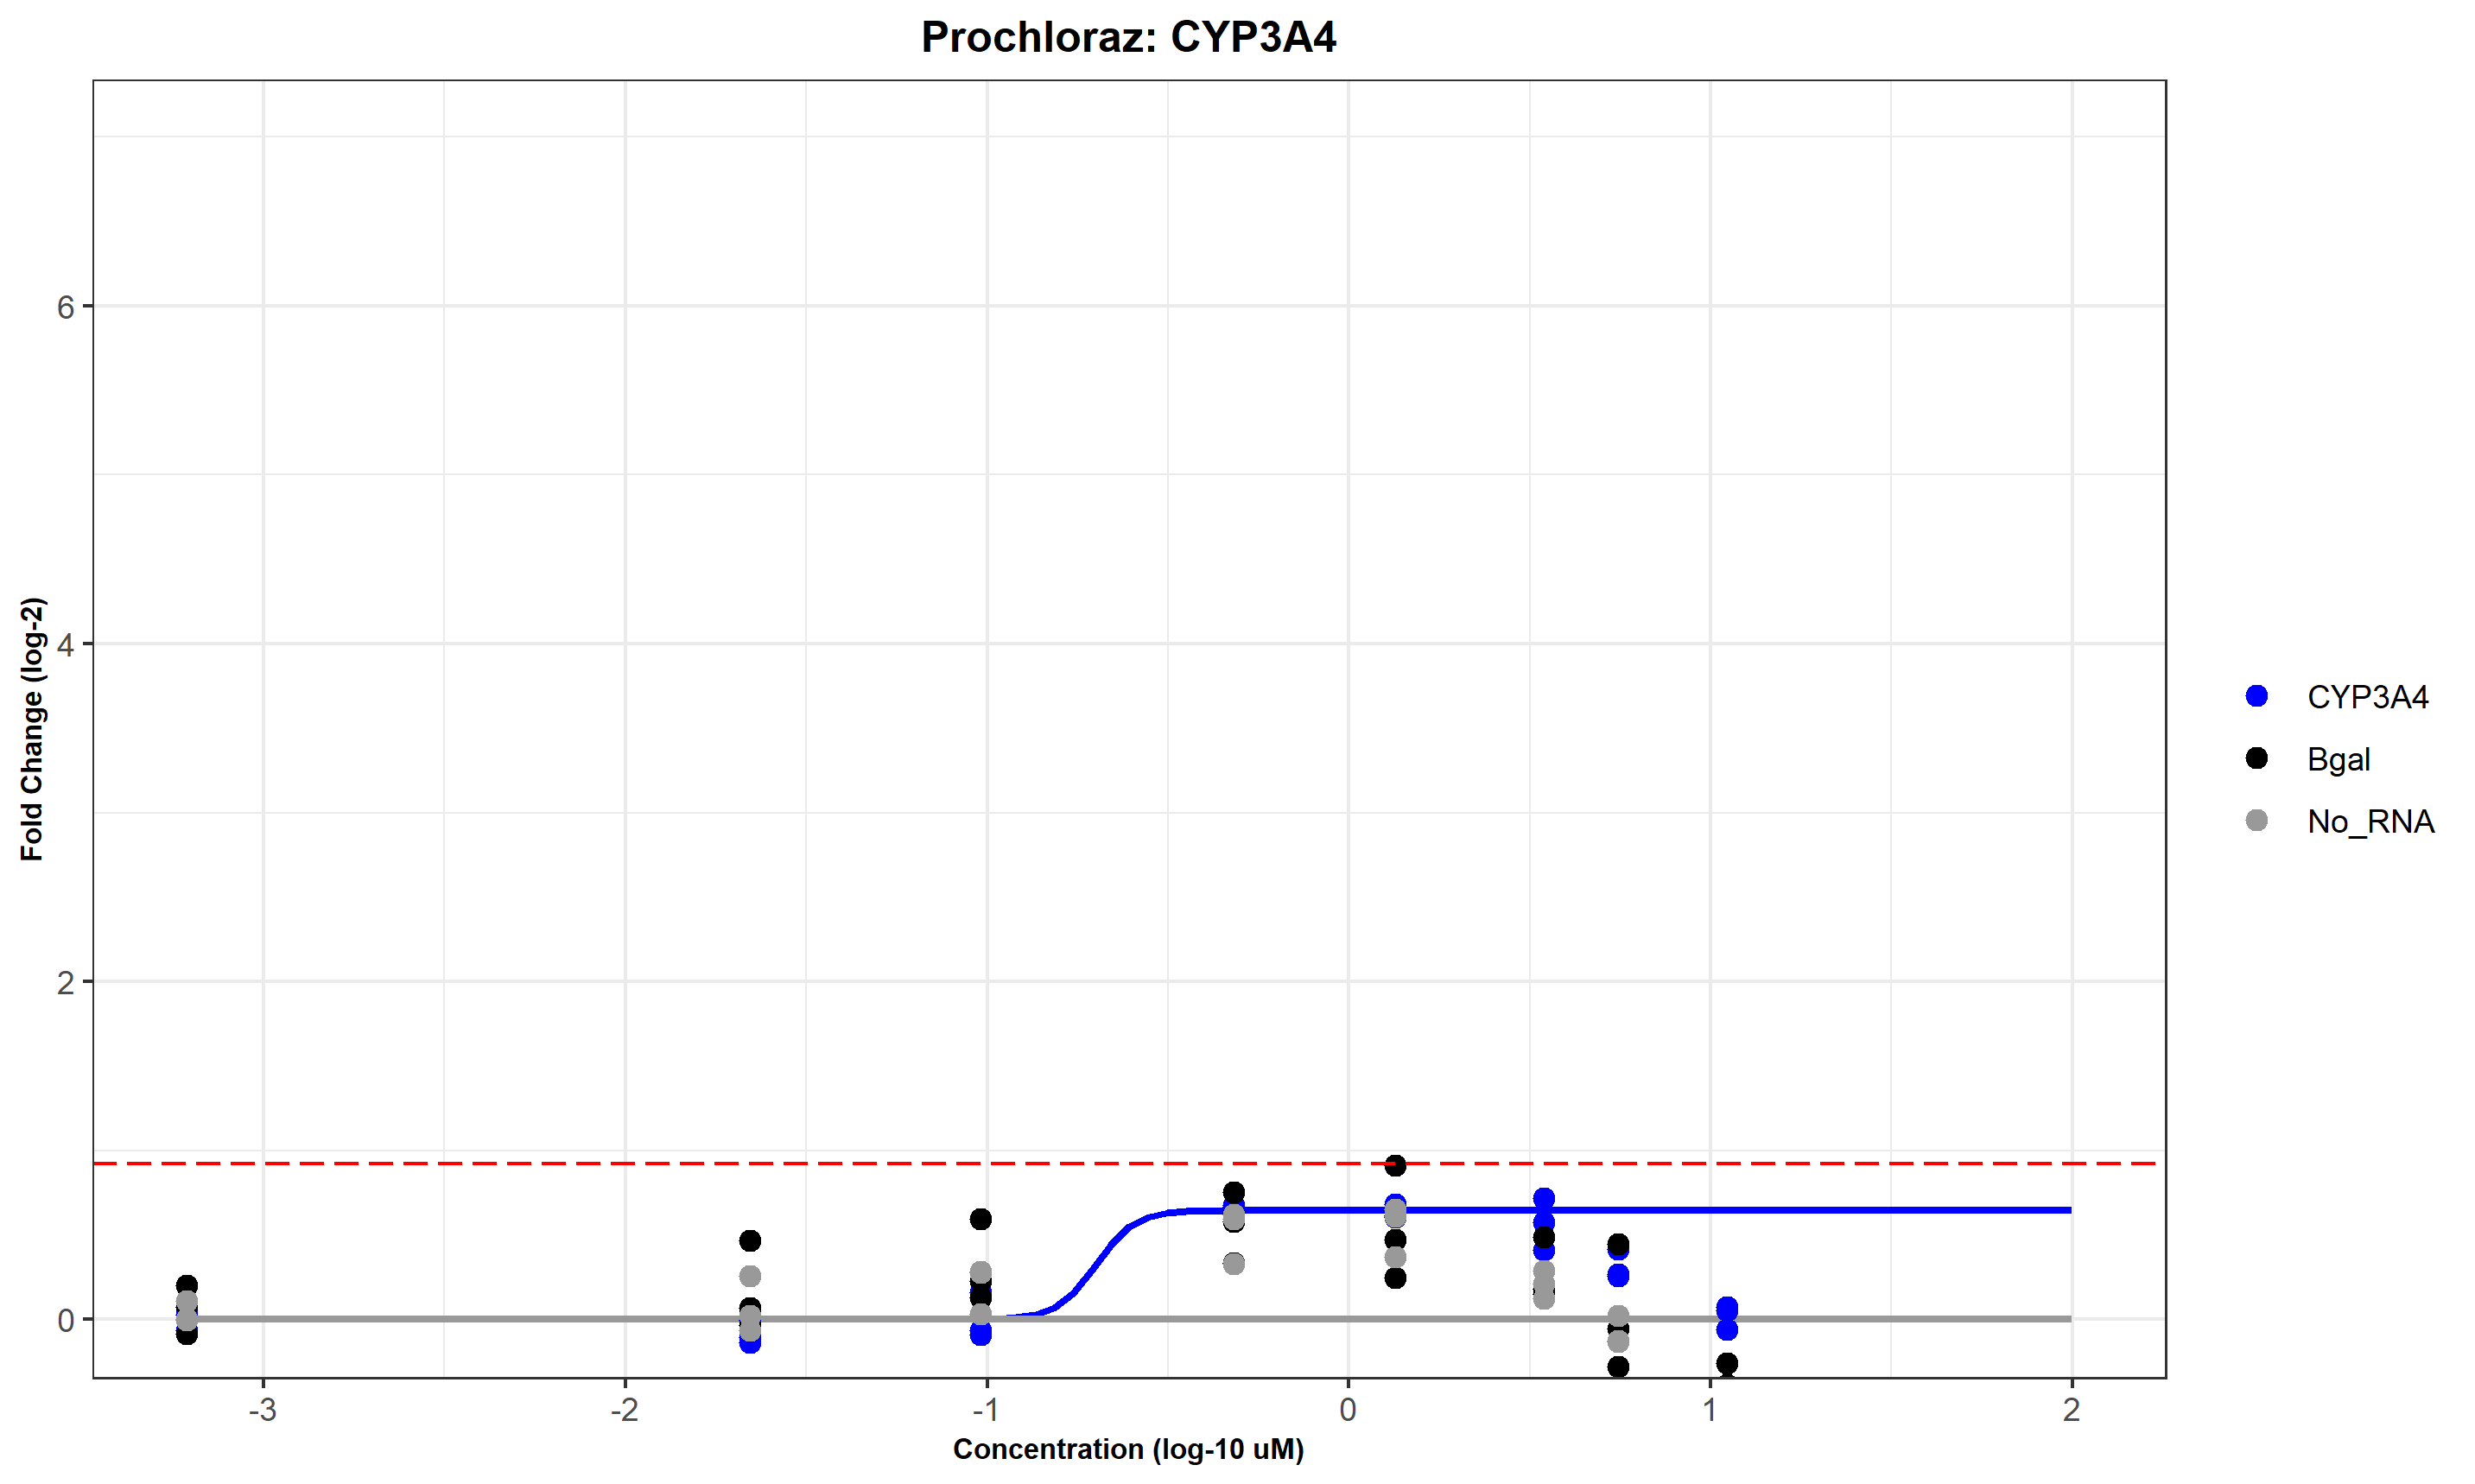 Prochloraz: CYP3A4
Fold Change (log-2)
6
4
2
0
-3
-2
-1
0
1
2
Concentration (log-10 uM)
CYP3A4
Bgal
No_RNA